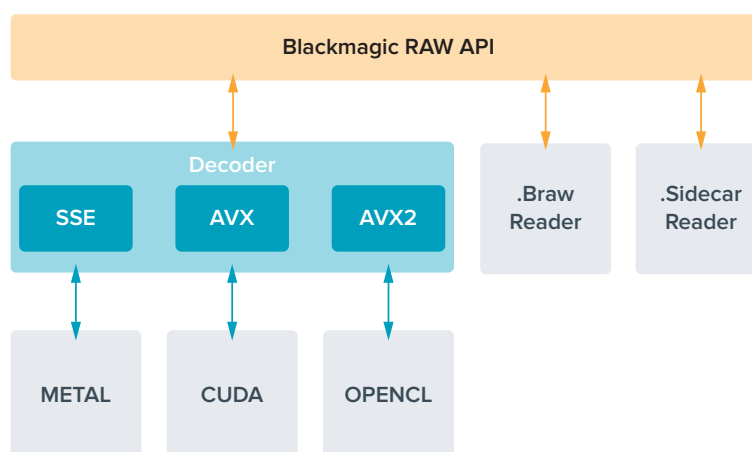 Blackmagic RAW API
Decoder
SSE
AVX
AVX2
.Braw
Reader
.Sidecar
Reader
METAL
CUDA
OPENCL